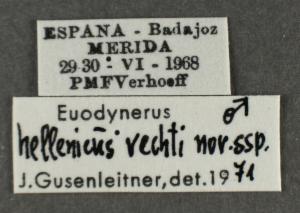 ESPANA - Badajoz
MERIDA
29-30 - VI - 1968
PMFVerhoeff
Euodynerus ♂
hellenicus vechti nov. ssp.
J. Gusenleitner, det. 1971